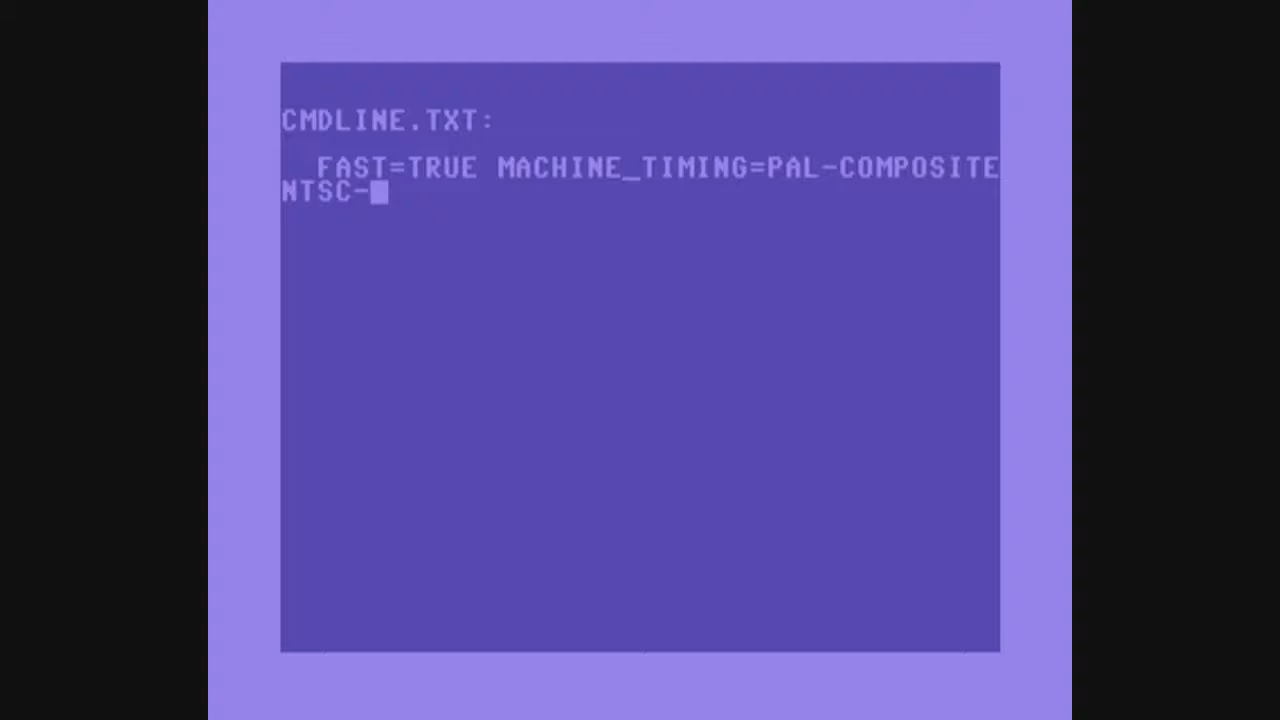 CMDLINE.TXT:
FAST=TRUE MACHINE_TIMING=PAL-COMPOSITE
NTSC-